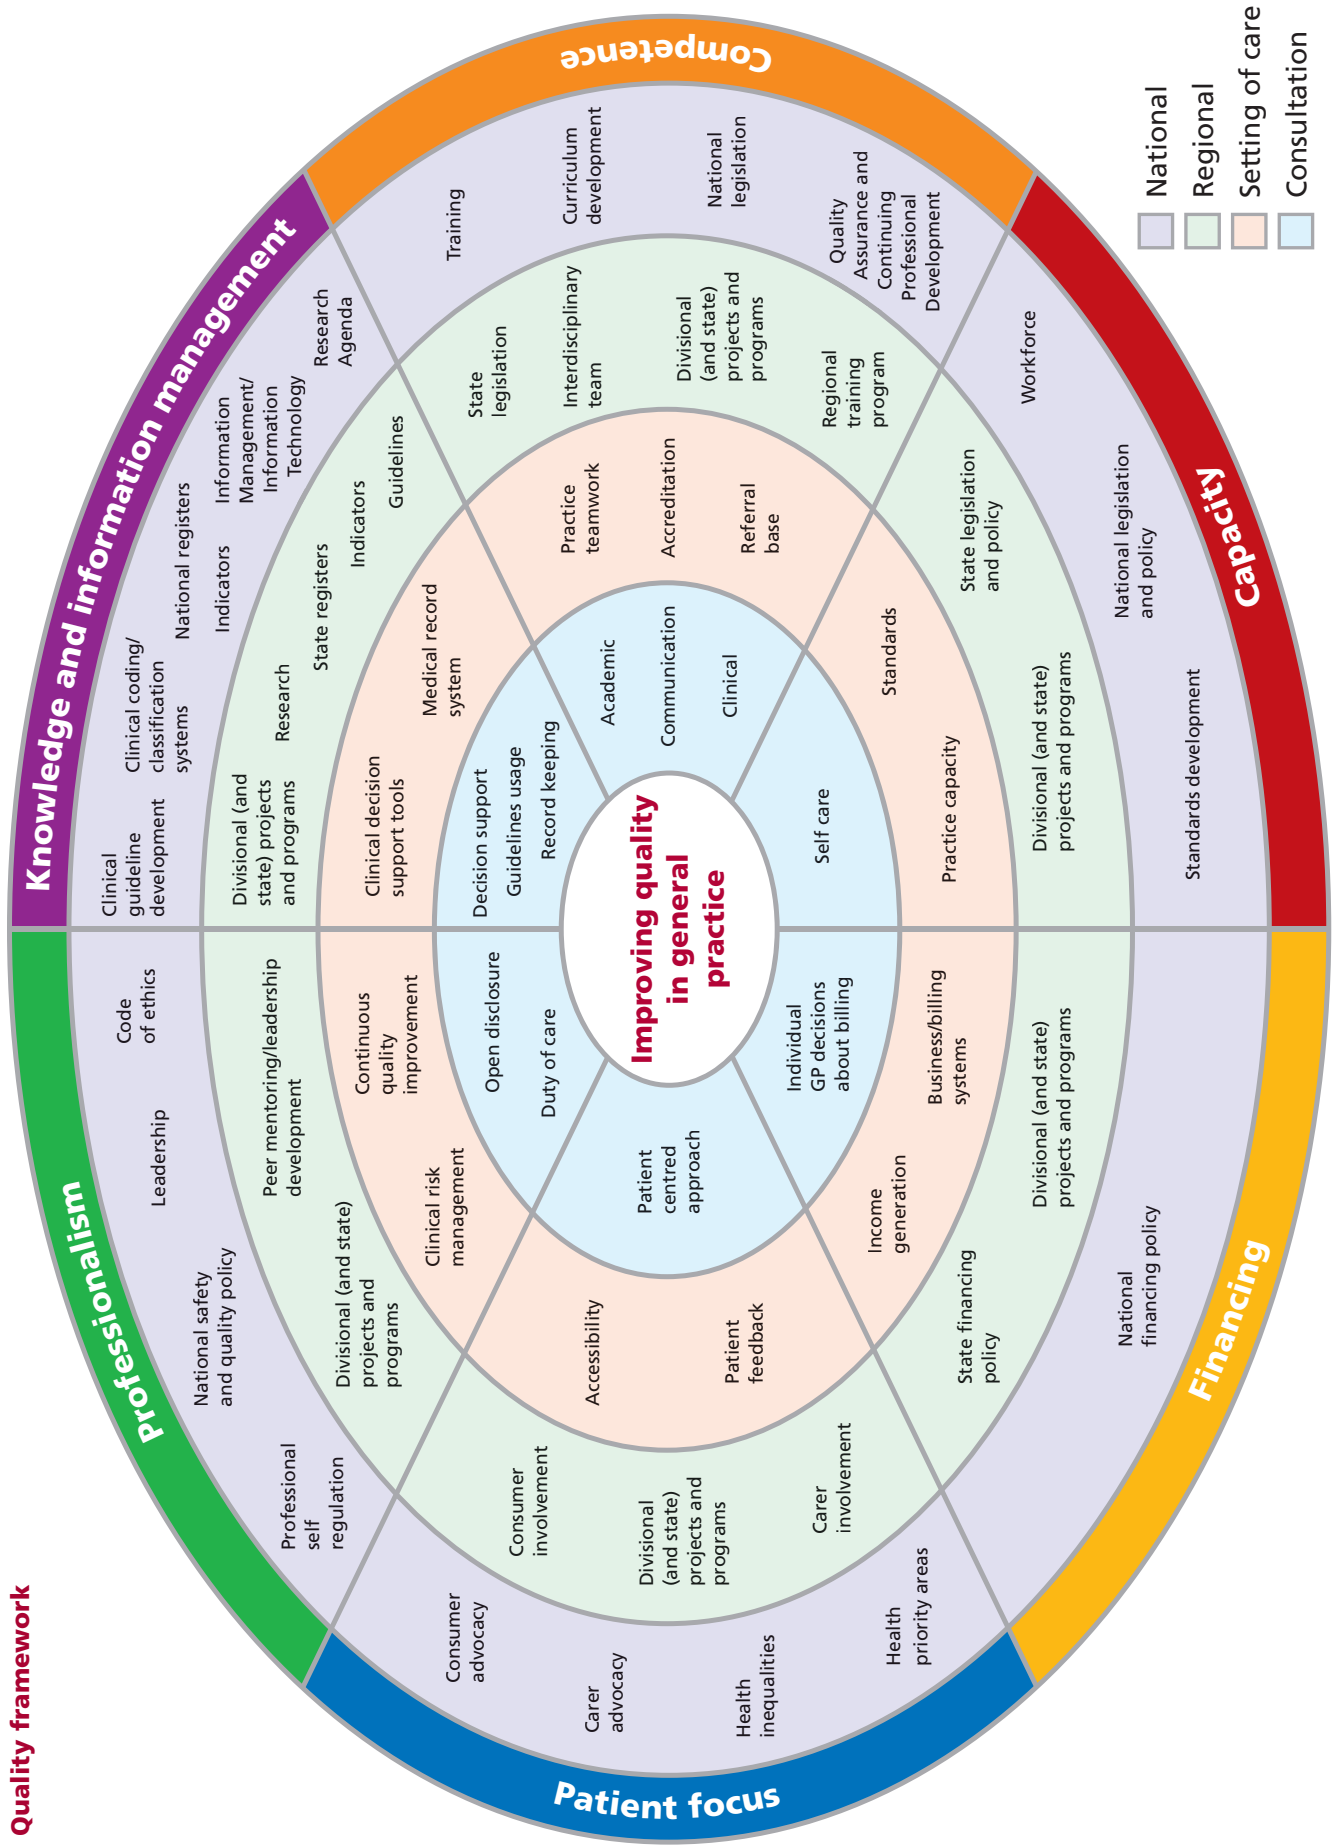 Quality framework
Professionalism
Knowledge and information management
Competence
Capacity
Financing
Patient focus
Improving quality
in general
practice
Professional
self
regulation
National safety
and quality policy
Leadership
Code
of ethics
Divisional (and state)
projects and
programs
Peer mentoring/leadership
development
Clinical risk
management
Continuous
quality
improvement
Open disclosure
Duty of care
Clinical
guideline
development
Clinical coding/
classification
systems
National registers
Indicators
Information
Management/
Information
Technology
Research
Agenda
Divisional (and
state) projects
and programs
Research
State registers
Indicators
Guidelines
Clinical decision
support tools
Medical record
system
Decision support
Guidelines usage
Record keeping
Training
Curriculum
development
National
legislation
Quality
Assurance and
Continuing
Professional
Development
State
legislation
Interdisciplinary
team
Divisional
(and state)
projects and
programs
Regional
training
program
Practice
teamwork
Accreditation
Referral
base
Academic
Communication
Clinical
Workforce
National legislation
and policy
Standards development
State legislation
and policy
Divisional (and state)
projects and programs
Standards
Practice capacity
Self care
Individual
GP decisions
about billing
Business/billing
systems
Income
generation
Divisional (and state)
projects and programs
State financing
policy
National
financing policy
Patient
centred
approach
Accessibility
Patient
feedback
Consumer
involvement
Divisional
(and state)
projects and
programs
Carer
involvement
Consumer
advocacy
Carer
advocacy
Health
inequalities
Health
priority areas
National
Regional
Setting of care
Consultation